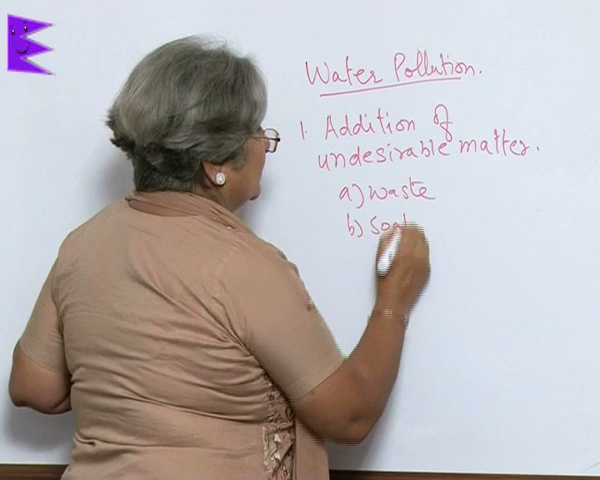 Water Pollution.
1. Addition of
undesirable matter.
a) waste
b)